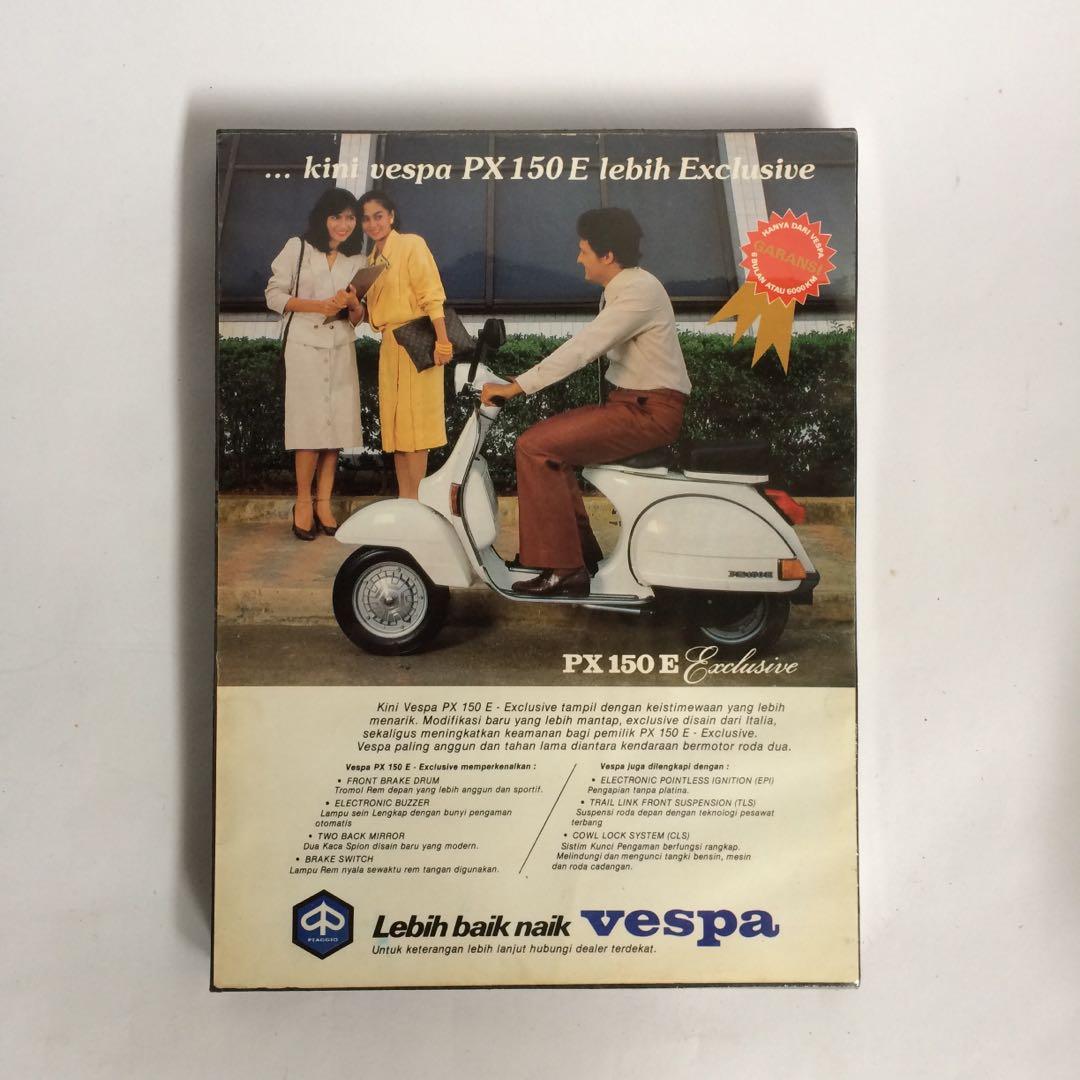 ... kini vespa PX 150 E lebih Exclusive
HANYA DARI VESPA
GARANSI
6 BULAN ATAU 6000 KM
PX150E
PX 150 E Exclusive
Kini Vespa PX 150 E - Exclusive tampil dengan keistimewaan yang lebih
menarik. Modifikasi baru yang lebih mantap, exclusive disain dari Italia,
sekaligus meningkatkan keamanan bagi pemilik PX 150 E - Exclusive.
Vespa paling anggun dan tahan lama diantara kendaraan bermotor roda dua.
Vespa PX 150 E - Exclusive memperkenalkan :
• FRONT BRAKE DRUM
Tromol Rem depan yang lebih anggun dan sportif.
• ELECTRONIC BUZZER
Lampu sein Lengkap dengan bunyi pengaman
otomatis
• TWO BACK MIRROR
Dua Kaca Spion disain baru yang modern.
• BRAKE SWITCH
Lampu Rem nyala sewaktu rem tangan digunakan.
Vespa juga dilengkapi dengan :
• ELECTRONIC POINTLESS IGNITION (EPI)
Pengapian tanpa platina.
• TRAIL LINK FRONT SUSPENSION (TLS)
Suspensi roda depan dengan teknologi pesawat
terbang
• COWL LOCK SYSTEM (CLS)
Sistim Kunci Pengaman berfungsi rangkap.
Melindungi dan mengunci tangki bensin, mesin
dan roda cadangan.
PIAGGIO
Lebih baik naik vespa
Untuk keterangan lebih lanjut hubungi dealer terdekat.